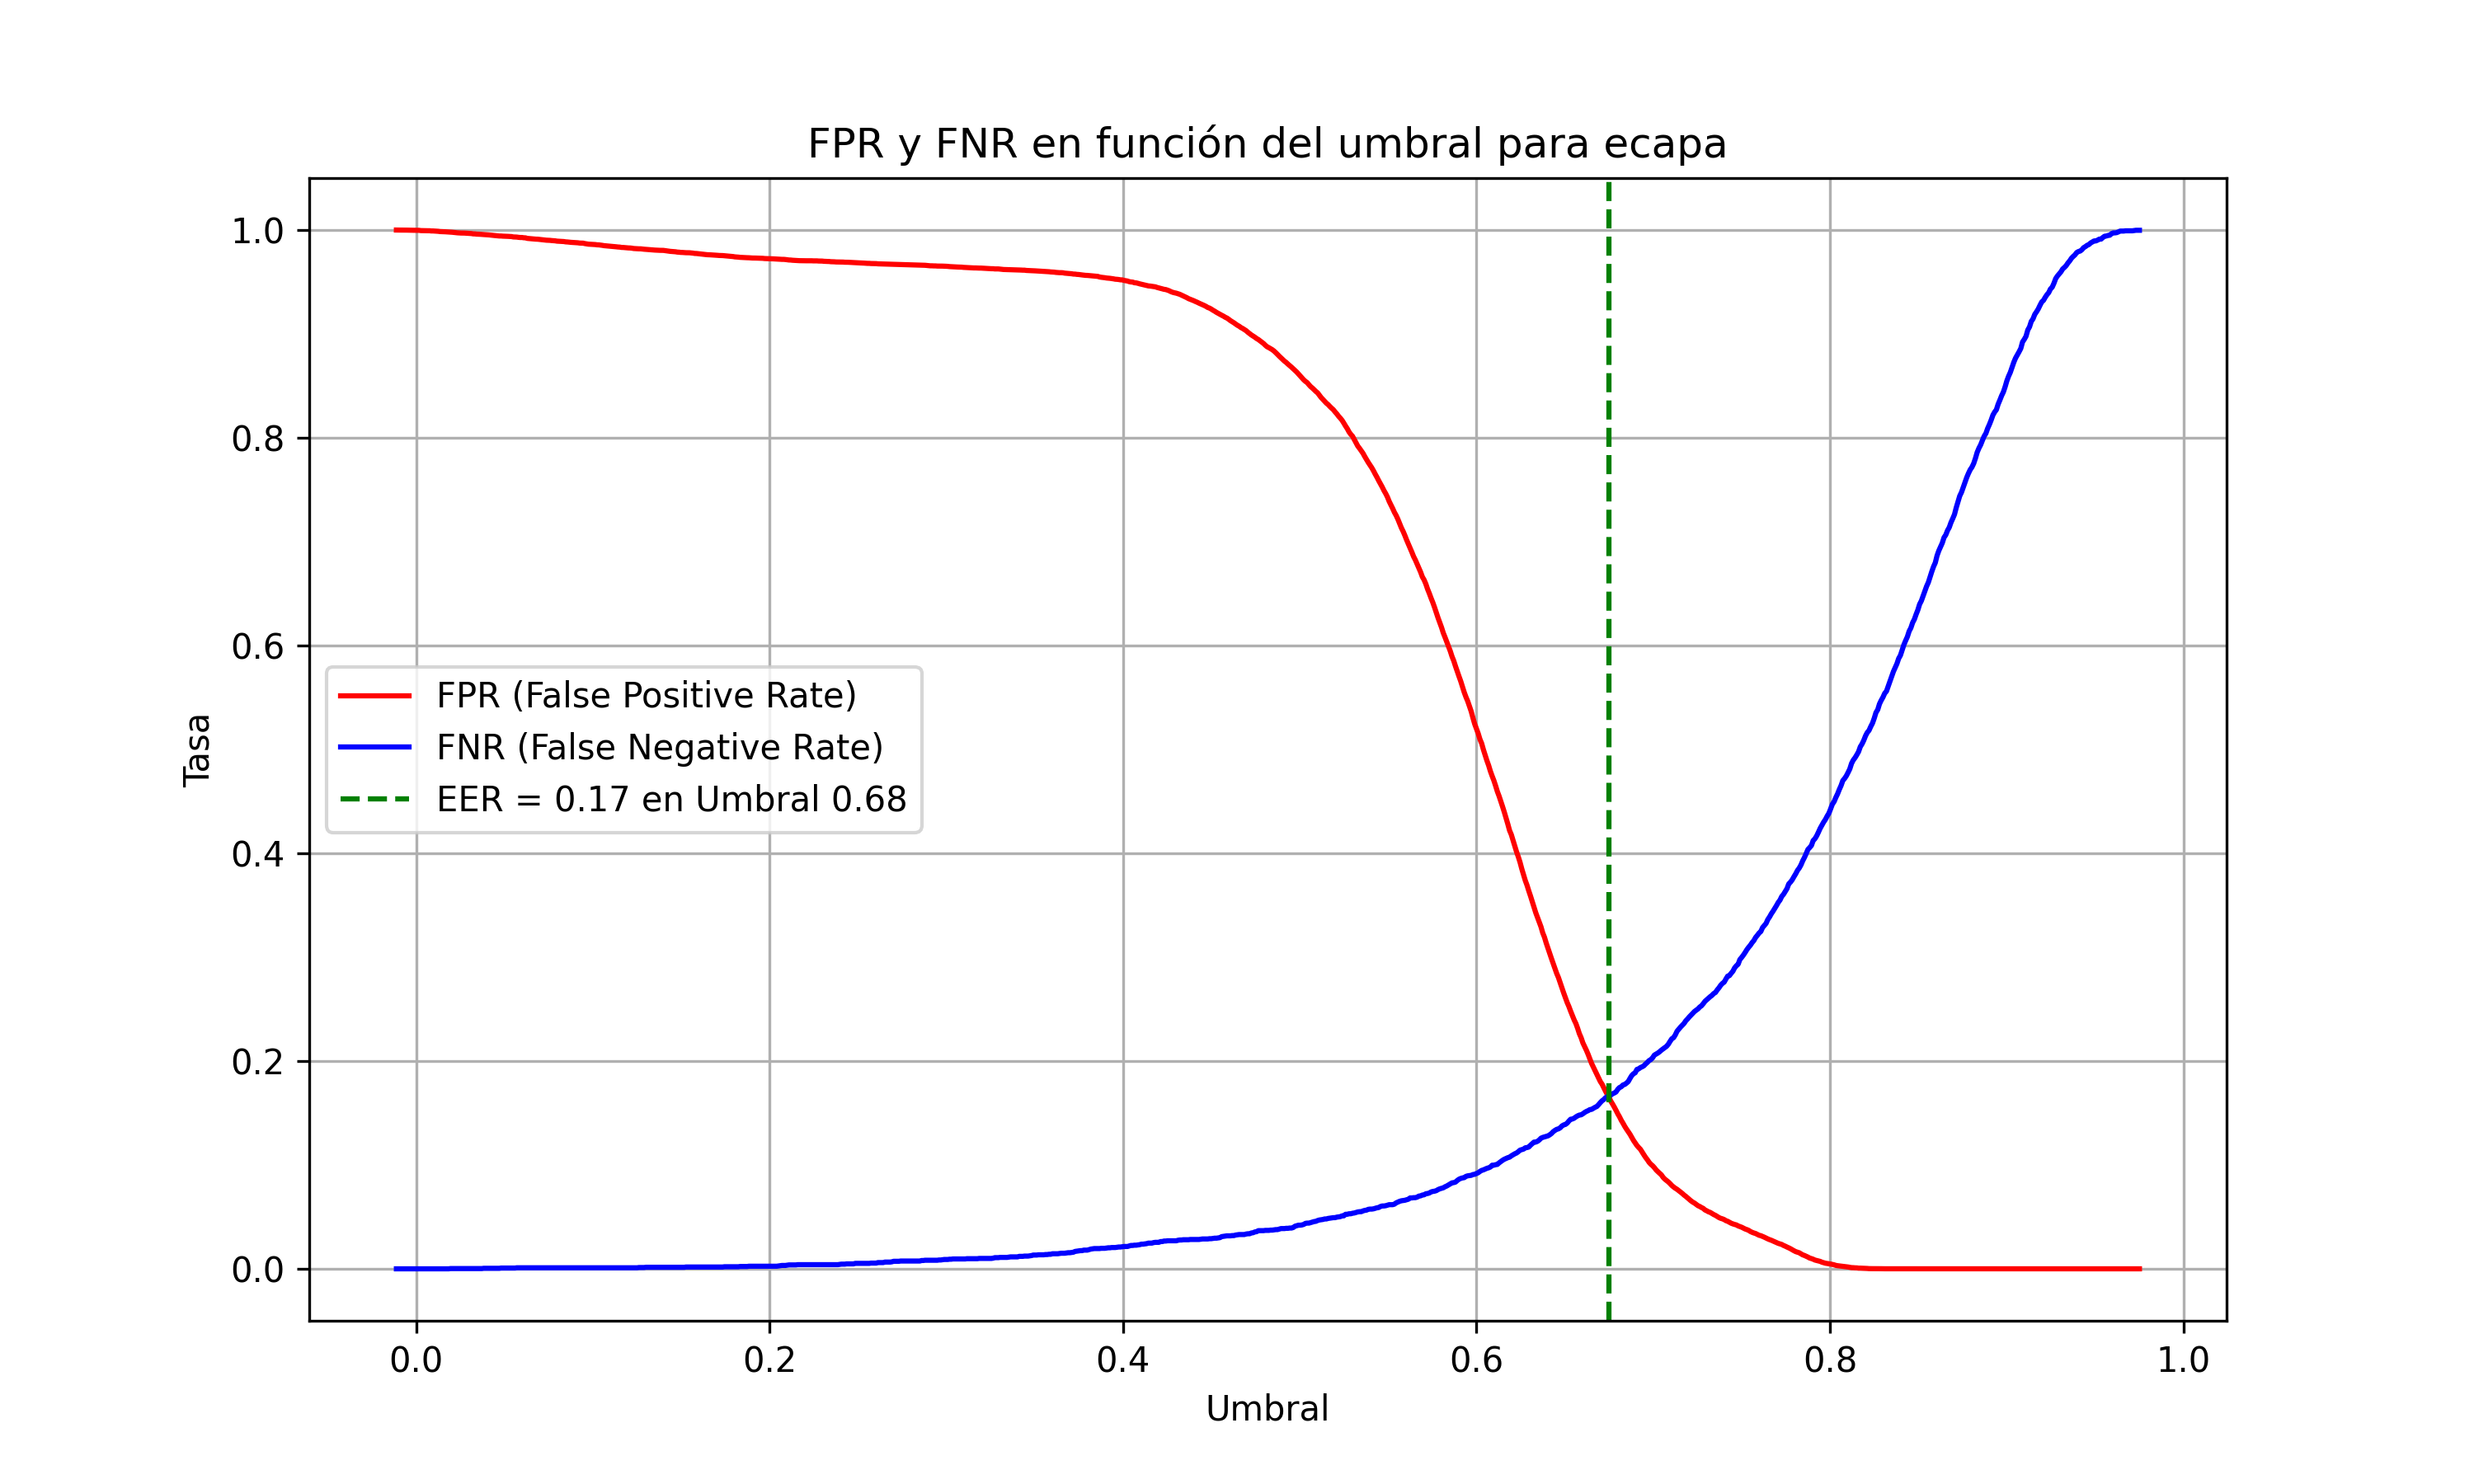 FPR y FNR en función del umbral para ecapa
1.0
0.8
0.6
0.4
0.2
0.0
Tasa
FPR (False Positive Rate)
FNR (False Negative Rate)
EER = 0.17 en Umbral 0.68
0.0 0.2 0.4 0.6 0.8 1.0
Umbral